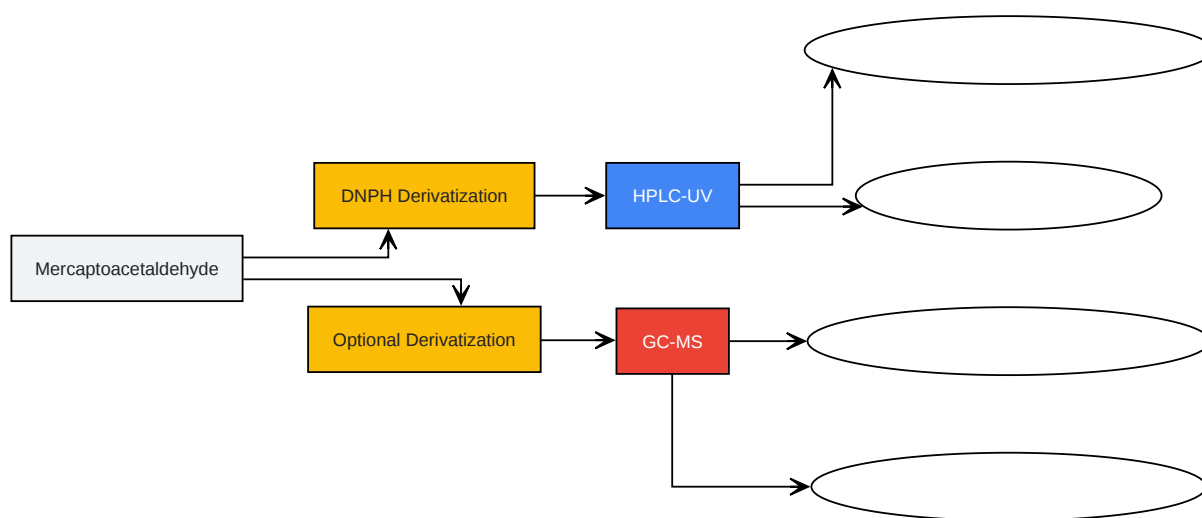 DNPH Derivatization
HPLC-UV
Mercaptoacetaldehyde
Optional Derivatization
GC-MS